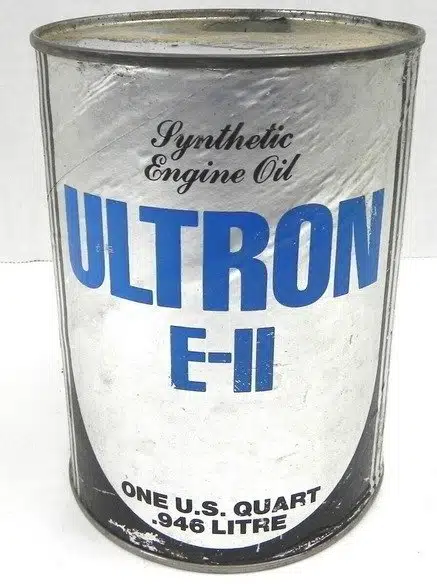 Synthetic
Engine Oil
ULTRON
E-II
ONE U.S. QUART
.946 LITRE